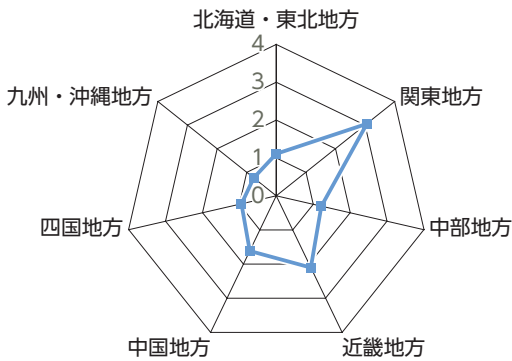 北海道・東北地方
4
3
2
1
0
関東地方
中部地方
近畿地方
中国地方
四国地方
九州・沖縄地方